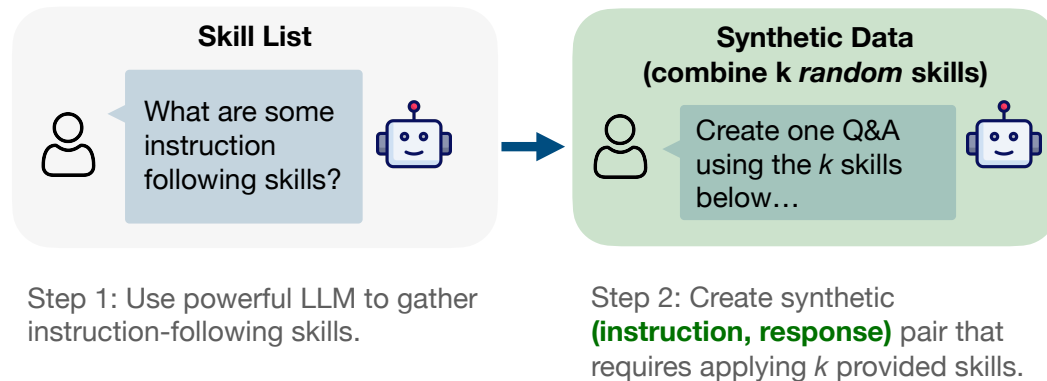 Skill List
What are some
instruction
following skills?
Step 1: Use powerful LLM to gather
instruction-following skills.
Synthetic Data
(combine k random skills)
Create one Q&A
using the k skills
below…
Step 2: Create synthetic
(instruction, response) pair that
requires applying k provided skills.